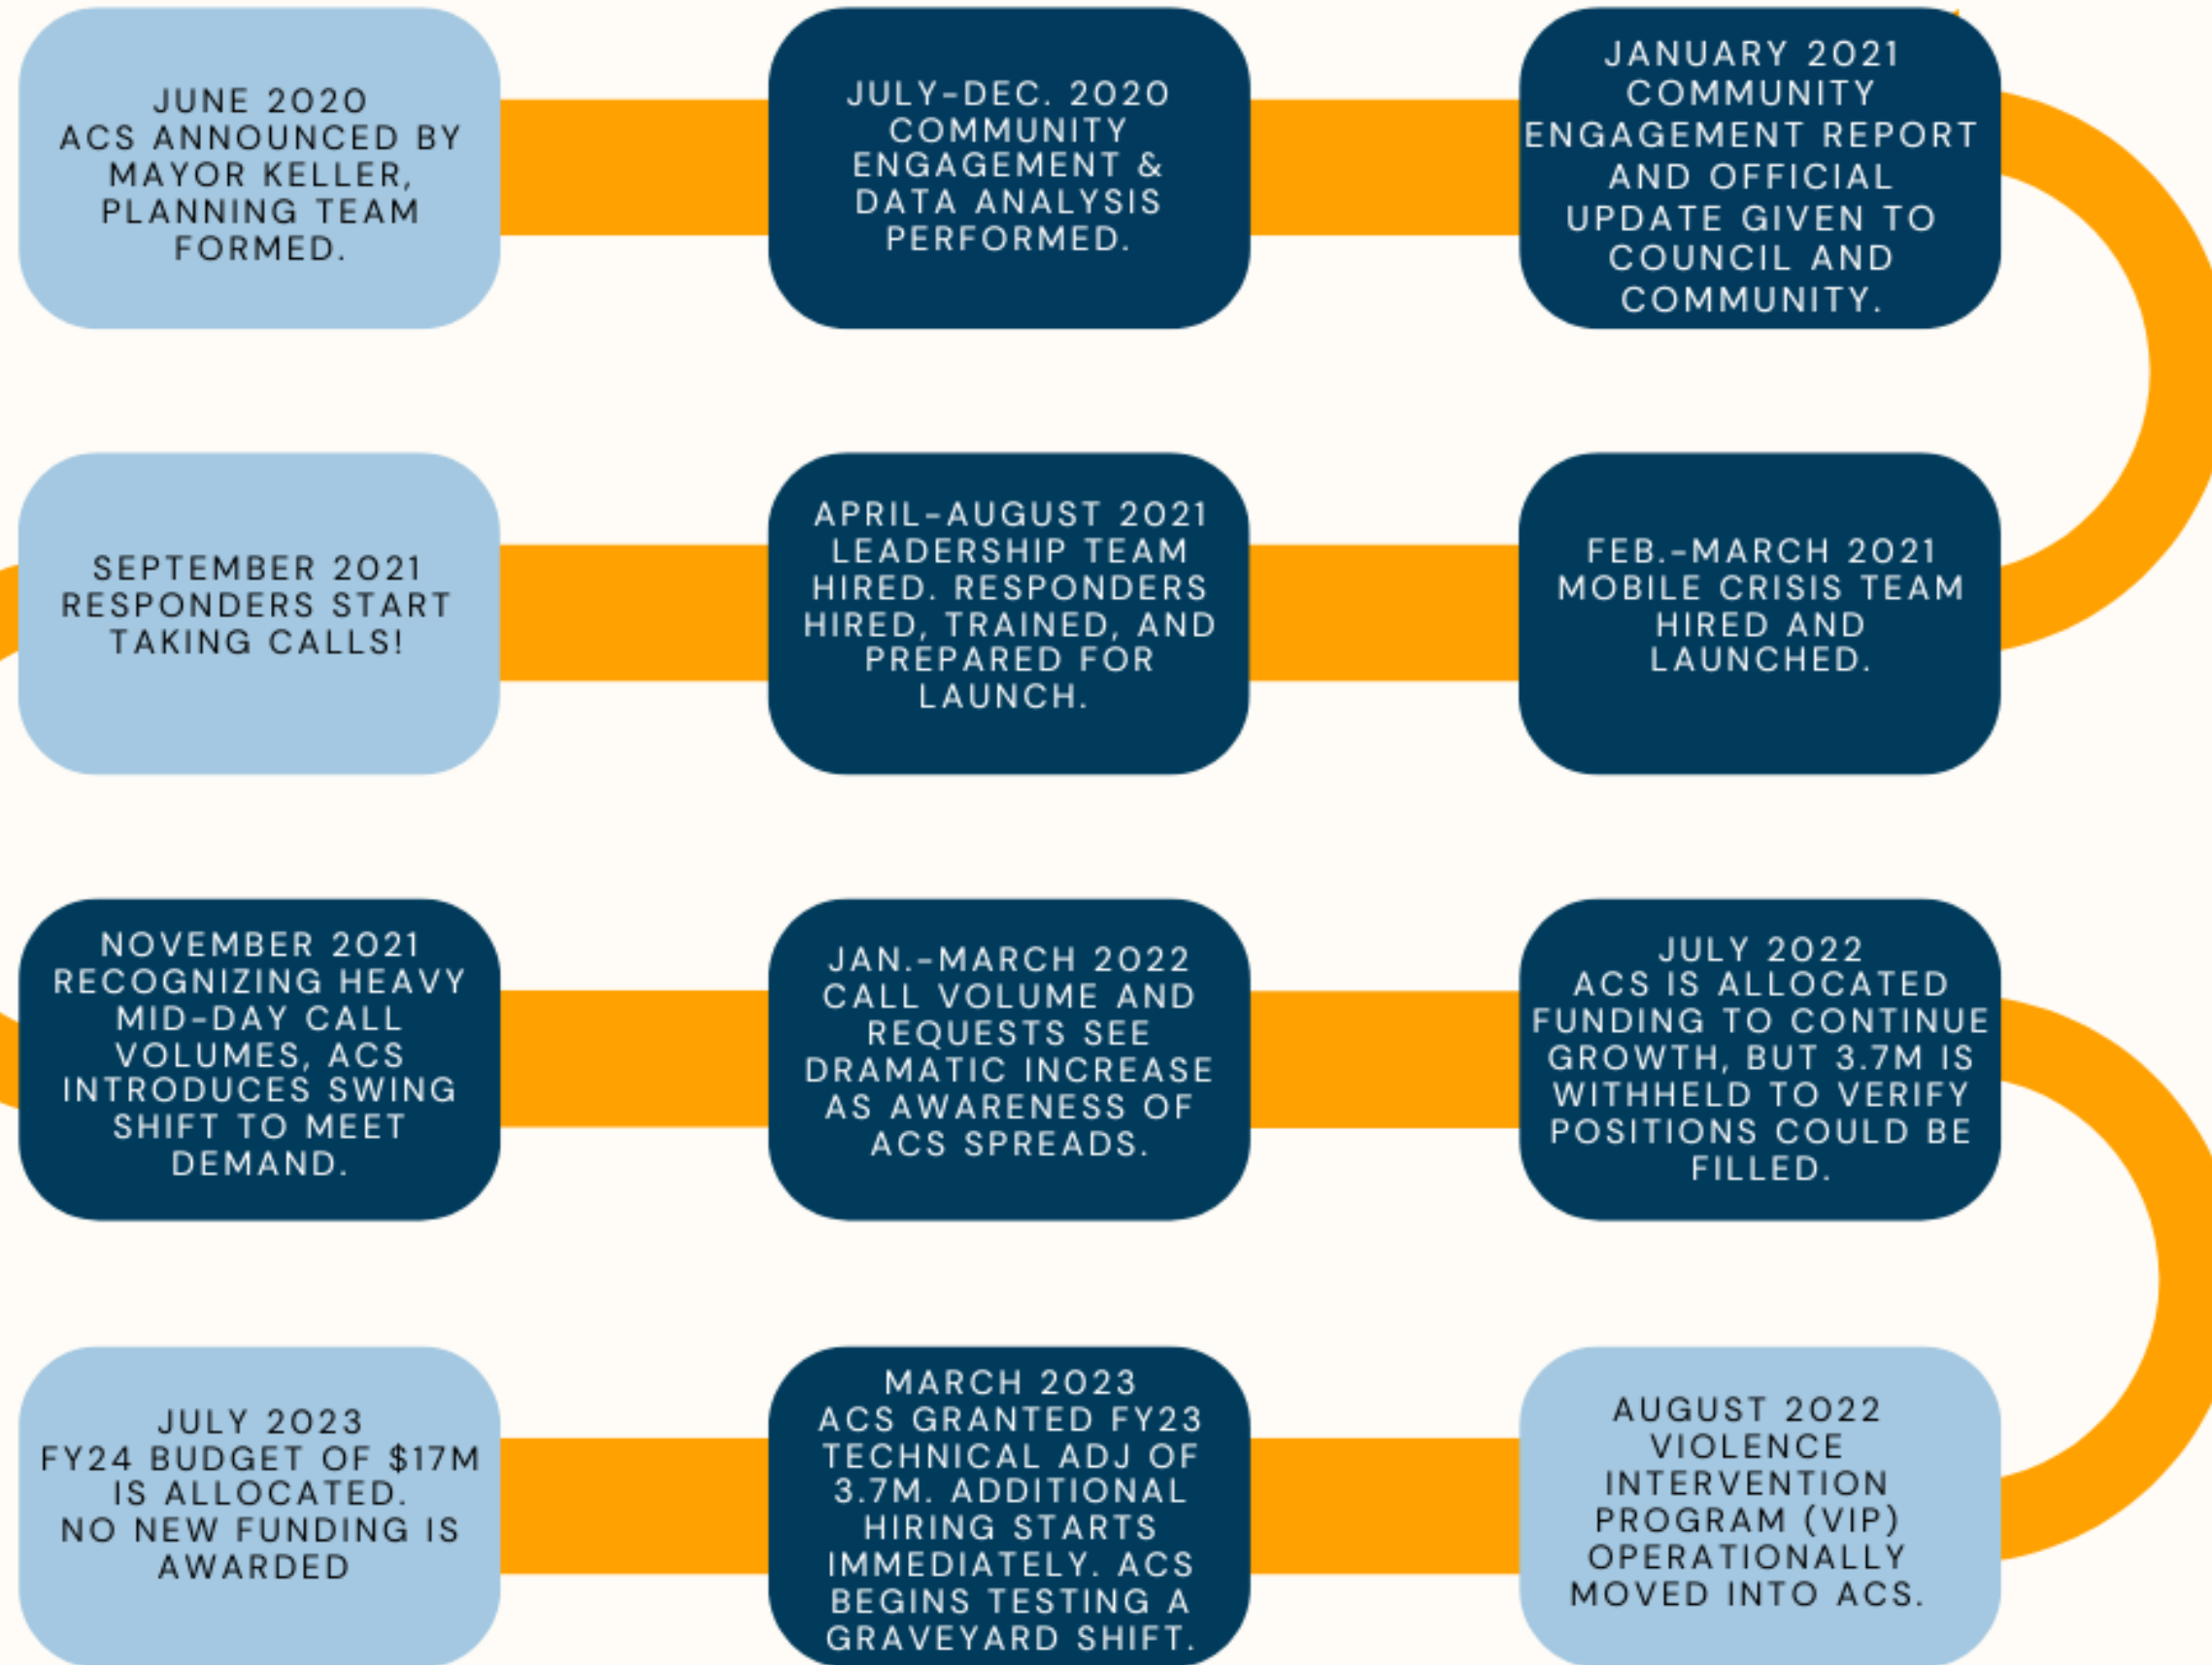 JUNE 2020
ACS ANNOUNCED BY
MAYOR KELLER,
PLANNING TEAM
FORMED.
JULY-DEC. 2020
COMMUNITY
ENGAGEMENT &
DATA ANALYSIS
PERFORMED.
JANUARY 2021
COMMUNITY
ENGAGEMENT REPORT
AND OFFICIAL
UPDATE GIVEN TO
COUNCIL AND
COMMUNITY.
FEB.-MARCH 2021
MOBILE CRISIS TEAM
HIRED AND
LAUNCHED.
APRIL-AUGUST 2021
LEADERSHIP TEAM
HIRED. RESPONDERS
HIRED, TRAINED, AND
PREPARED FOR
LAUNCH.
SEPTEMBER 2021
RESPONDERS START
TAKING CALLS!
NOVEMBER 2021
RECOGNIZING HEAVY
MID-DAY CALL
VOLUMES, ACS
INTRODUCES SWING
SHIFT TO MEET
DEMAND.
JAN.-MARCH 2022
CALL VOLUME AND
REQUESTS SEE
DRAMATIC INCREASE
AS AWARENESS OF
ACS SPREADS.
JULY 2022
ACS IS ALLOCATED
FUNDING TO CONTINUE
GROWTH, BUT 3.7M IS
WITHHELD TO VERIFY
POSITIONS COULD BE
FILLED.
AUGUST 2022
VIOLENCE
INTERVENTION
PROGRAM (VIP)
OPERATIONALLY
MOVED INTO ACS.
MARCH 2023
ACS GRANTED FY23
TECHNICAL ADJ OF
3.7M. ADDITIONAL
HIRING STARTS
IMMEDIATELY. ACS
BEGINS TESTING A
GRAVEYARD SHIFT.
JULY 2023
FY24 BUDGET OF $17M
IS ALLOCATED.
NO NEW FUNDING IS
AWARDED